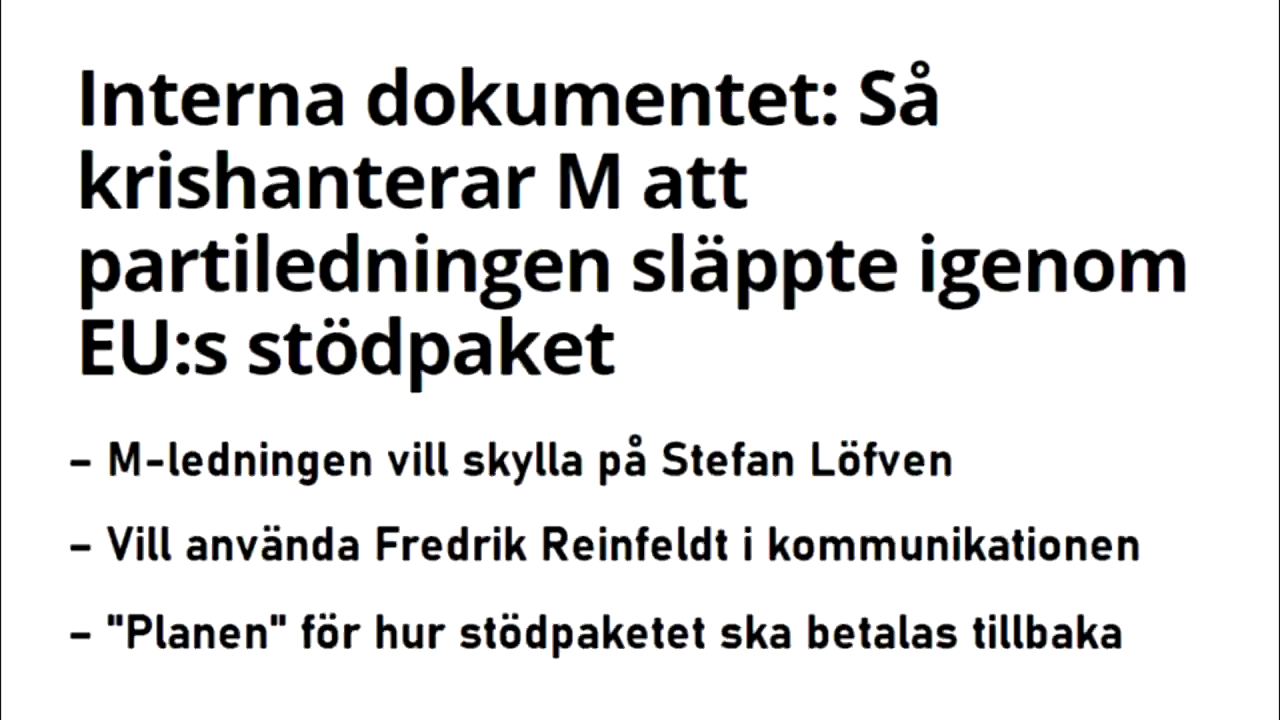 Interna dokumentet: Så
krishanterar M att
partiledningen släppte igenom
EU:s stödpaket
– M-ledningen vill skylla på Stefan Löfven
– Vill använda Fredrik Reinfeldt i kommunikationen
– "Planen" för hur stödpaketet ska betalas tillbaka